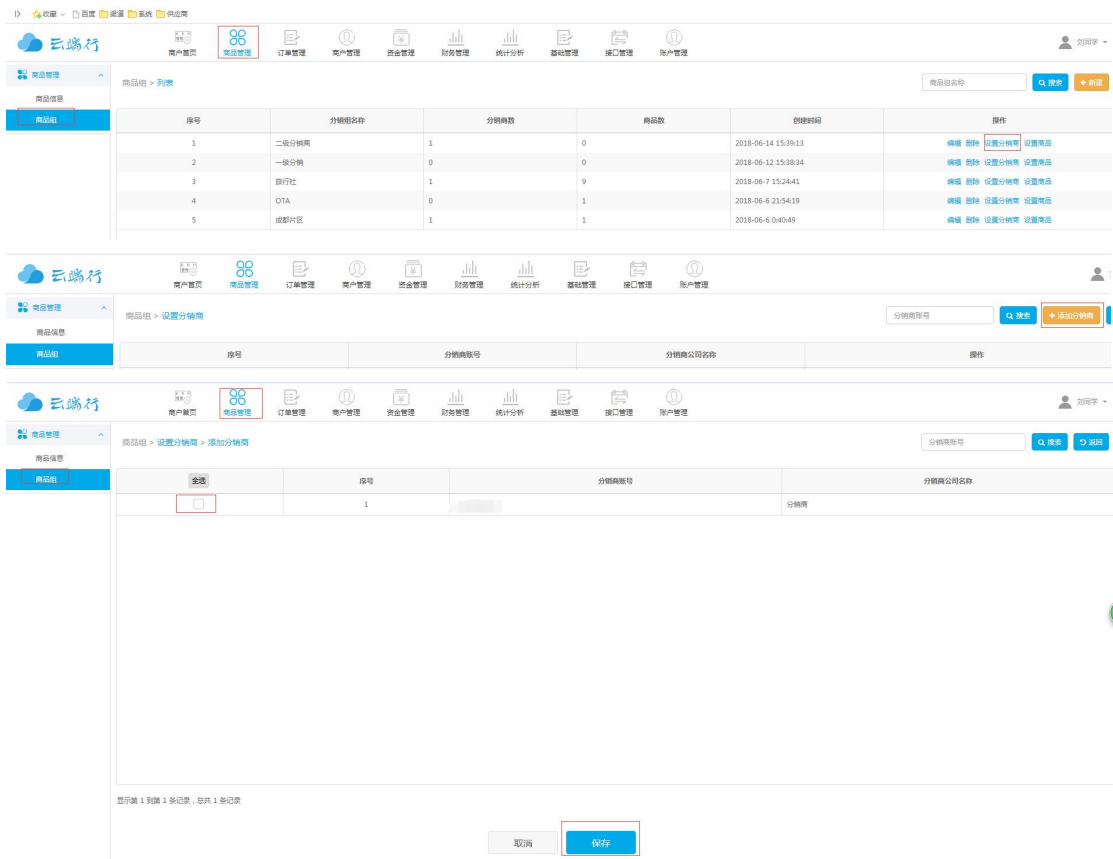 收藏 百度 渠道 系统 供应商
云端行 商户首页 商品管理 订单管理 商户管理 资金管理 财务管理 统计分析 基础管理 接口管理 账户管理 刘同学
商品管理
商品信息
商品组
商品组 > 列表 商品组名称 搜索 +新建
序号 分销组名称 分销商数 商品数 创建时间 操作
1 二级分销商 1 0 2018-06-14 15:39:13 编辑 删除 设置分销商 设置商品
2 一级分销 0 0 2018-06-12 15:38:34 编辑 删除 设置分销商 设置商品
3 旅行社 1 9 2018-06-7 15:24:41 编辑 删除 设置分销商 设置商品
4 OTA 0 1 2018-06-6 21:54:19 编辑 删除 设置分销商 设置商品
5 成都片区 1 1 2018-06-6 0:40:49 编辑 删除 设置分销商 设置商品
云端行 商户首页 商品管理 订单管理 商户管理 资金管理 财务管理 统计分析 基础管理 接口管理 账户管理
商品管理
商品信息
商品组
商品组 > 设置分销商 分销商账号 搜索 +添加分销商
序号 分销商账号 分销商公司名称 操作
云端行 商户首页 商品管理 订单管理 商户管理 资金管理 财务管理 统计分析 基础管理 接口管理 账户管理 刘同学
商品管理
商品信息
商品组
商品组 > 设置分销商 > 添加分销商 分销商账号 搜索 返回
全选 序号 分销商账号 分销商公司名称
1 分销商
显示第 1 到第 1 条记录，总共 1 条记录
取消 保存